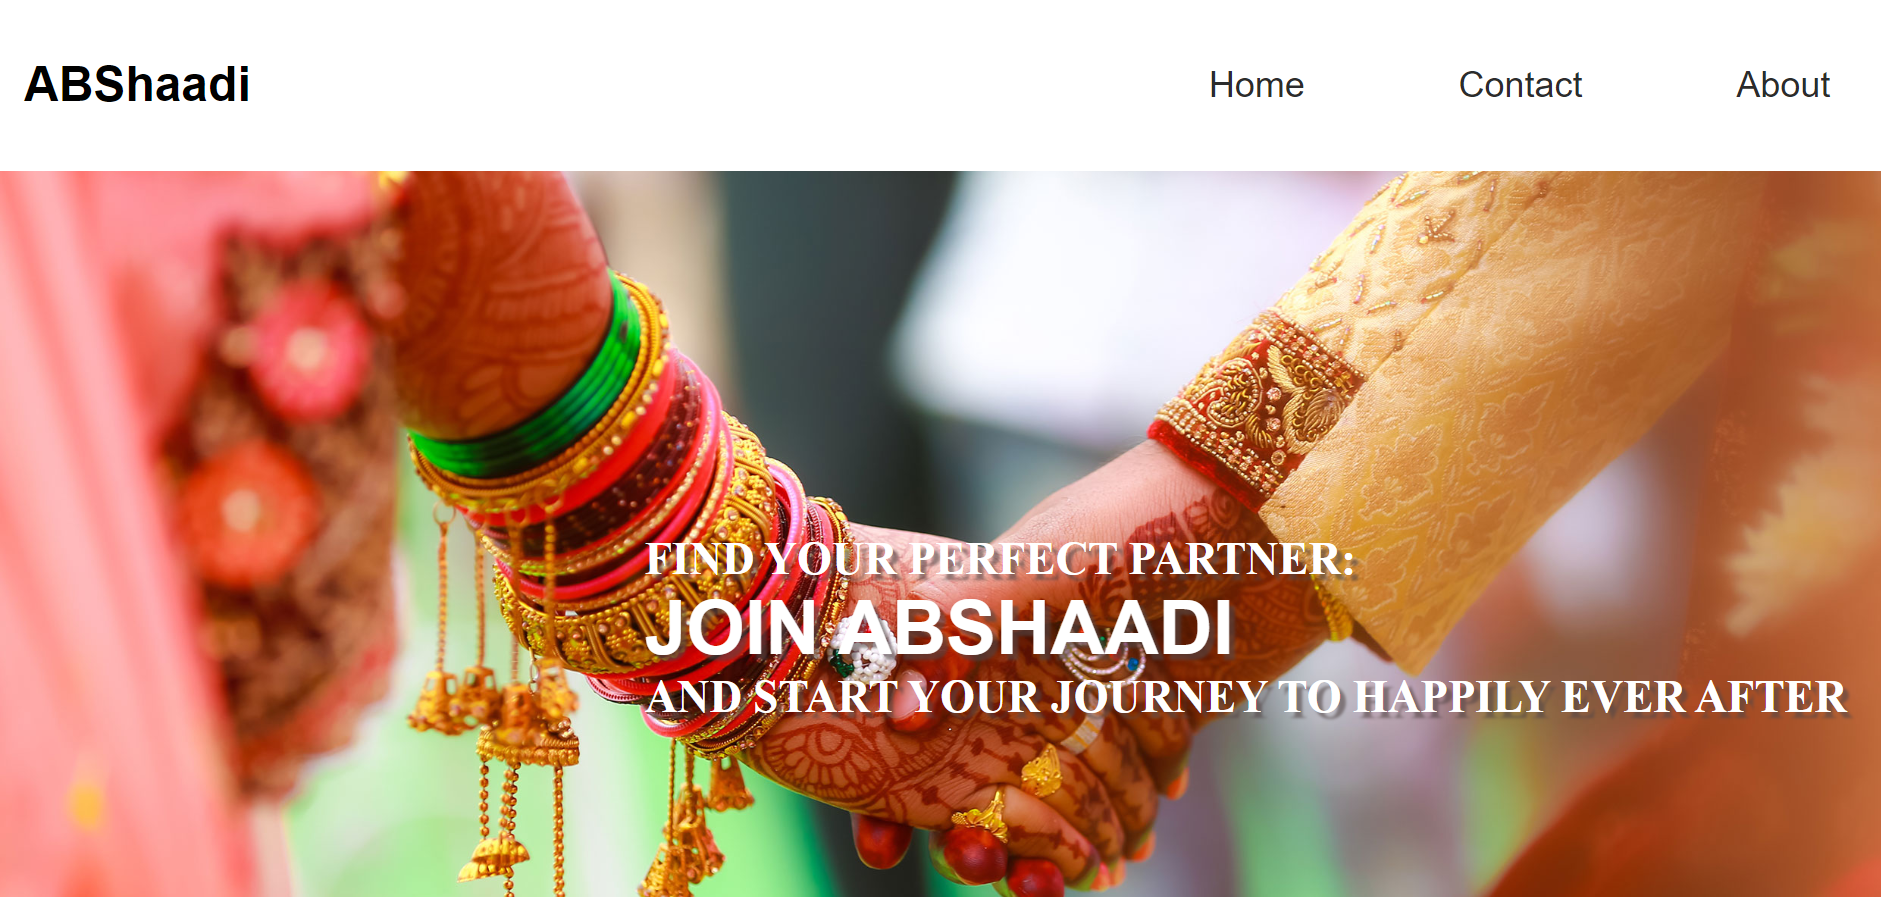 ABShaadi
Home Contact About
FIND YOUR PERFECT PARTNER:
JOIN ABSHAADI
AND START YOUR JOURNEY TO HAPPILY EVER AFTER